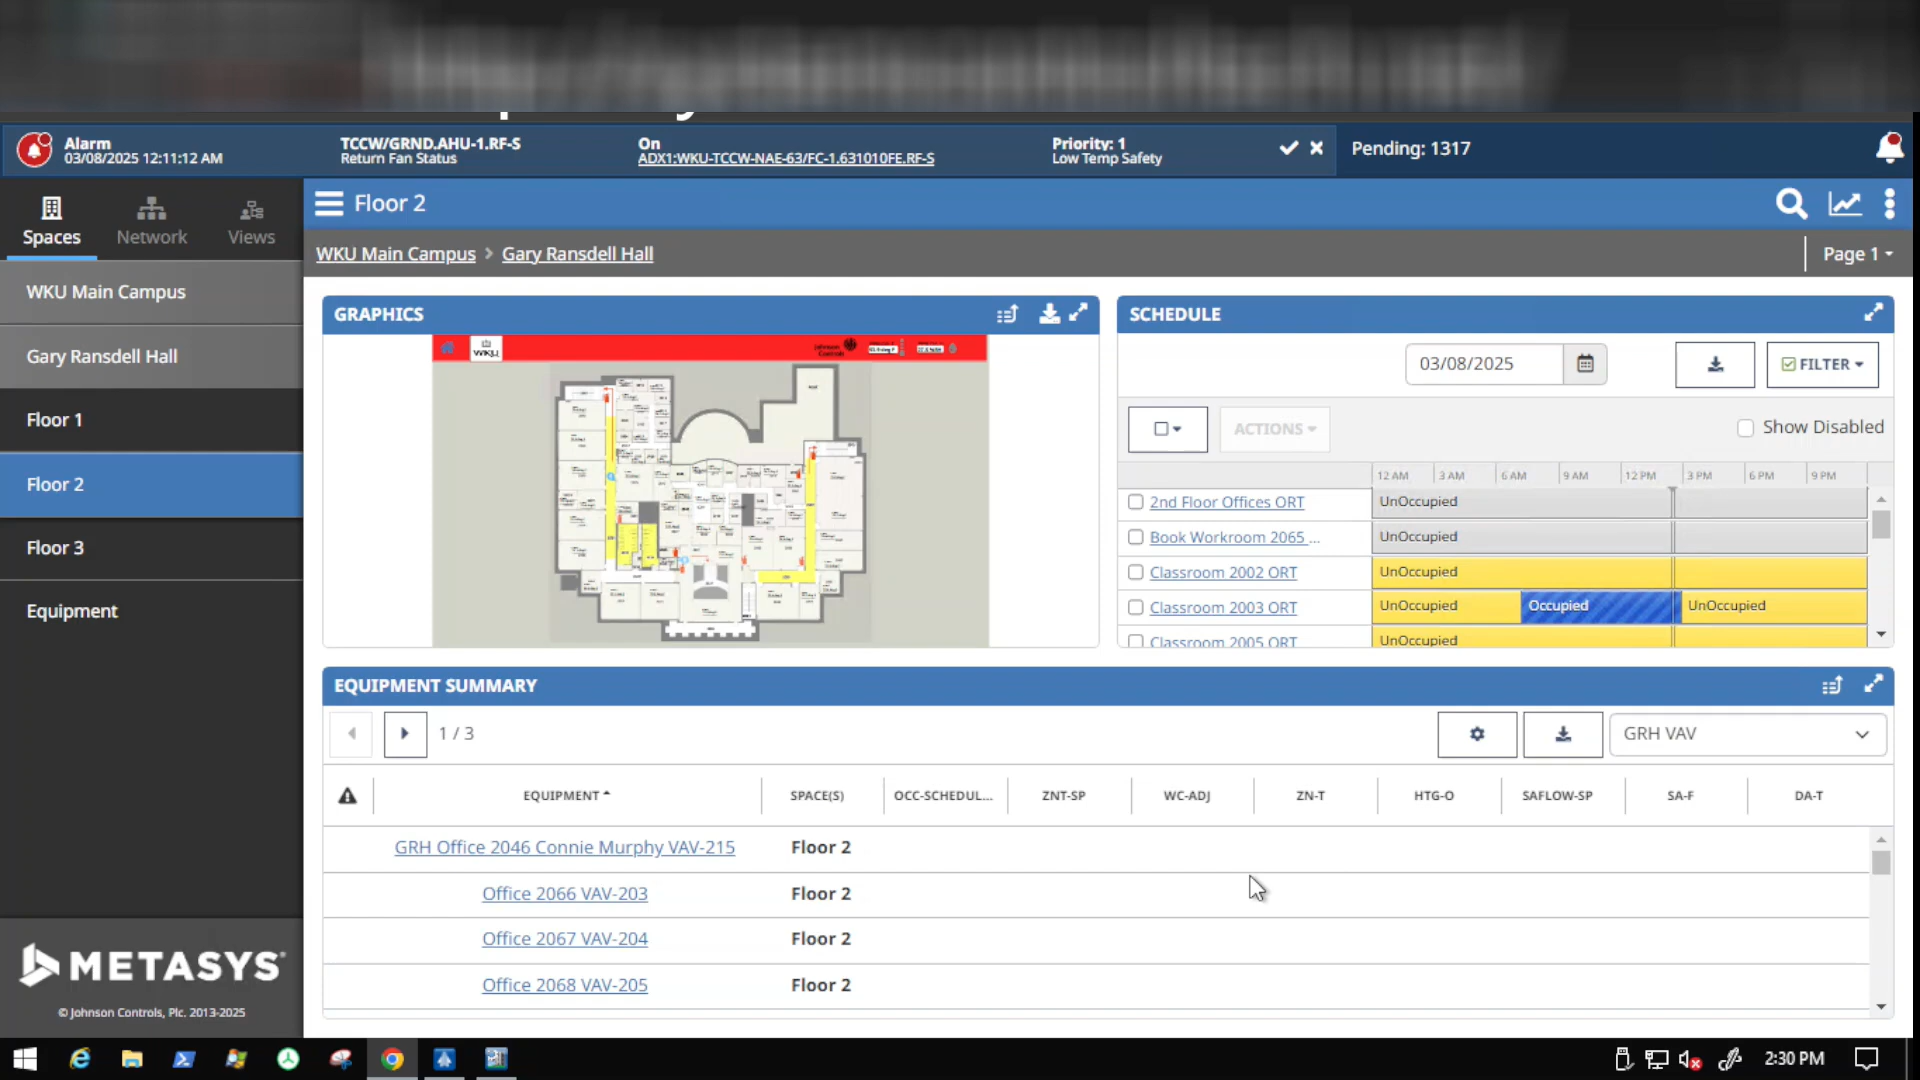 Alarm
03/08/2025 12:11:12 AM
TCCW/GRND.AHU-1.RF-S
Return Fan Status
On
ADX1:WKU-TCCW-NAE-63/FC-1.631010FE.RF-S
Priority: 1
Low Temp Safety
Pending: 1317
Spaces
Network
Views
Floor 2
WKU Main Campus > Gary Ransdell Hall
Page 1
WKU Main Campus
Gary Ransdell Hall
Floor 1
Floor 2
Floor 3
Equipment
GRAPHICS
WKU
Johnson Controls
SCHEDULE
03/08/2025
FILTER
ACTIONS
Show Disabled
12 AM 3 AM 6 AM 9 AM 12 PM 3 PM 6 PM 9 PM
2nd Floor Offices ORT UnOccupied
Book Workroom 2065 ... UnOccupied
Classroom 2002 ORT UnOccupied
Classroom 2003 ORT UnOccupied Occupied UnOccupied
Classroom 2005 ORT UnOccupied
EQUIPMENT SUMMARY
1 / 3
GRH VAV
EQUIPMENT SPACE(S) OCC-SCHEDUL... ZNT-SP WC-ADJ ZN-T HTG-O SAFLOW-SP SA-F DA-T
GRH Office 2046 Connie Murphy VAV-215 Floor 2
Office 2066 VAV-203 Floor 2
Office 2067 VAV-204 Floor 2
Office 2068 VAV-205 Floor 2
METASYS
© Johnson Controls, Plc. 2013-2025
2:30 PM